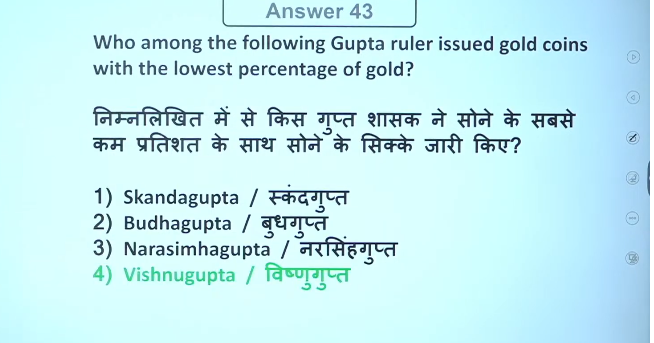 Answer 43
Who among the following Gupta ruler issued gold coins
with the lowest percentage of gold?
निम्नलिखित में से किस गुप्त शासक ने सोने के सबसे
कम प्रतिशत के साथ सोने के सिक्के जारी किए?
1) Skandagupta / स्कंदगुप्त
2) Budhagupta / बुधगुप्त
3) Narasimhagupta / नरसिंहगुप्त
4) Vishnugupta / विष्णुगुप्त